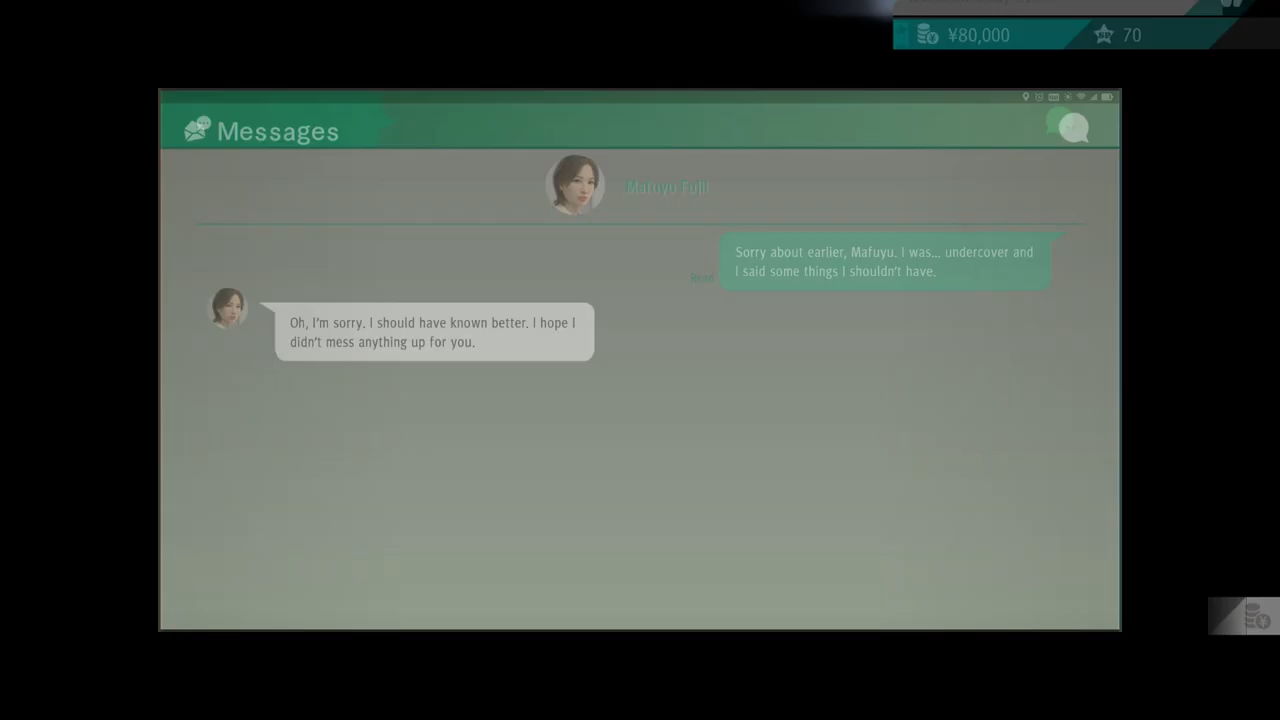 ¥80,000
70
Messages
Mafuyu Fujii
Sorry about earlier, Mafuyu. I was... undercover and
I said some things I shouldn't have.
Read
Oh, I'm sorry. I should have known better. I hope I
didn't mess anything up for you.